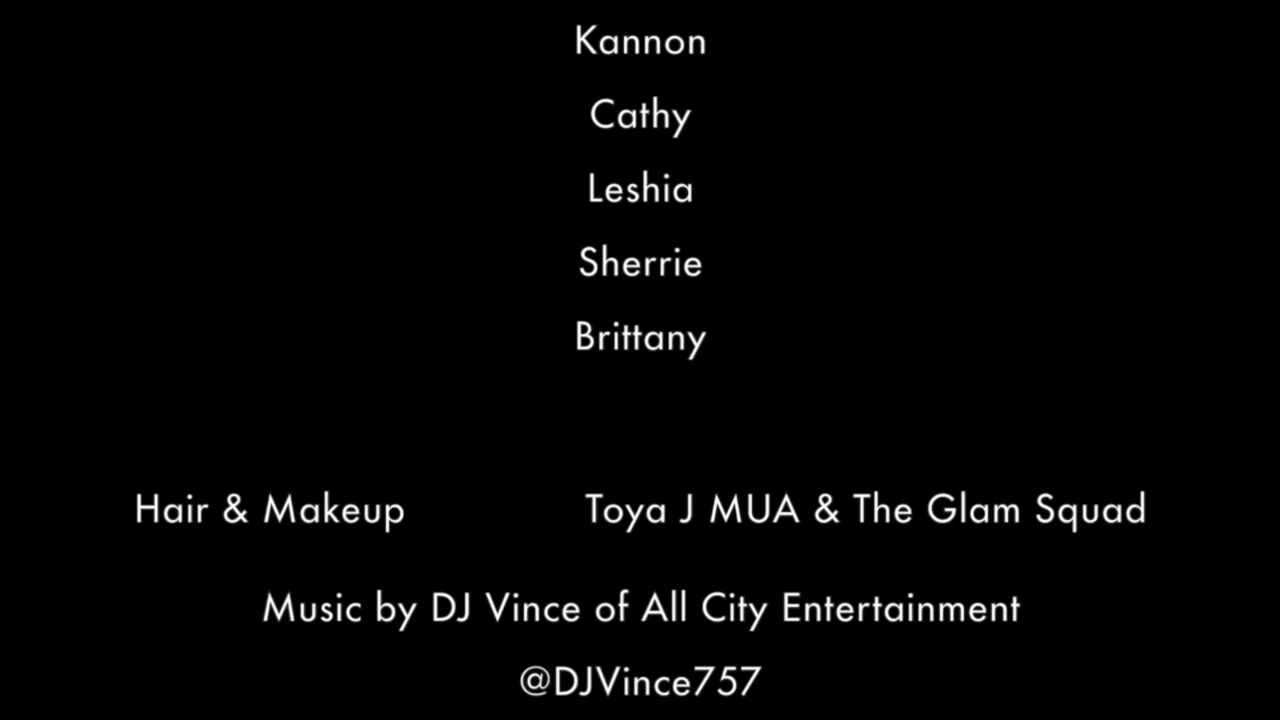 Kannon
Cathy
Leshia
Sherrie
Brittany
Hair & Makeup Toya J MUA & The Glam Squad
Music by DJ Vince of All City Entertainment
@DJVince757